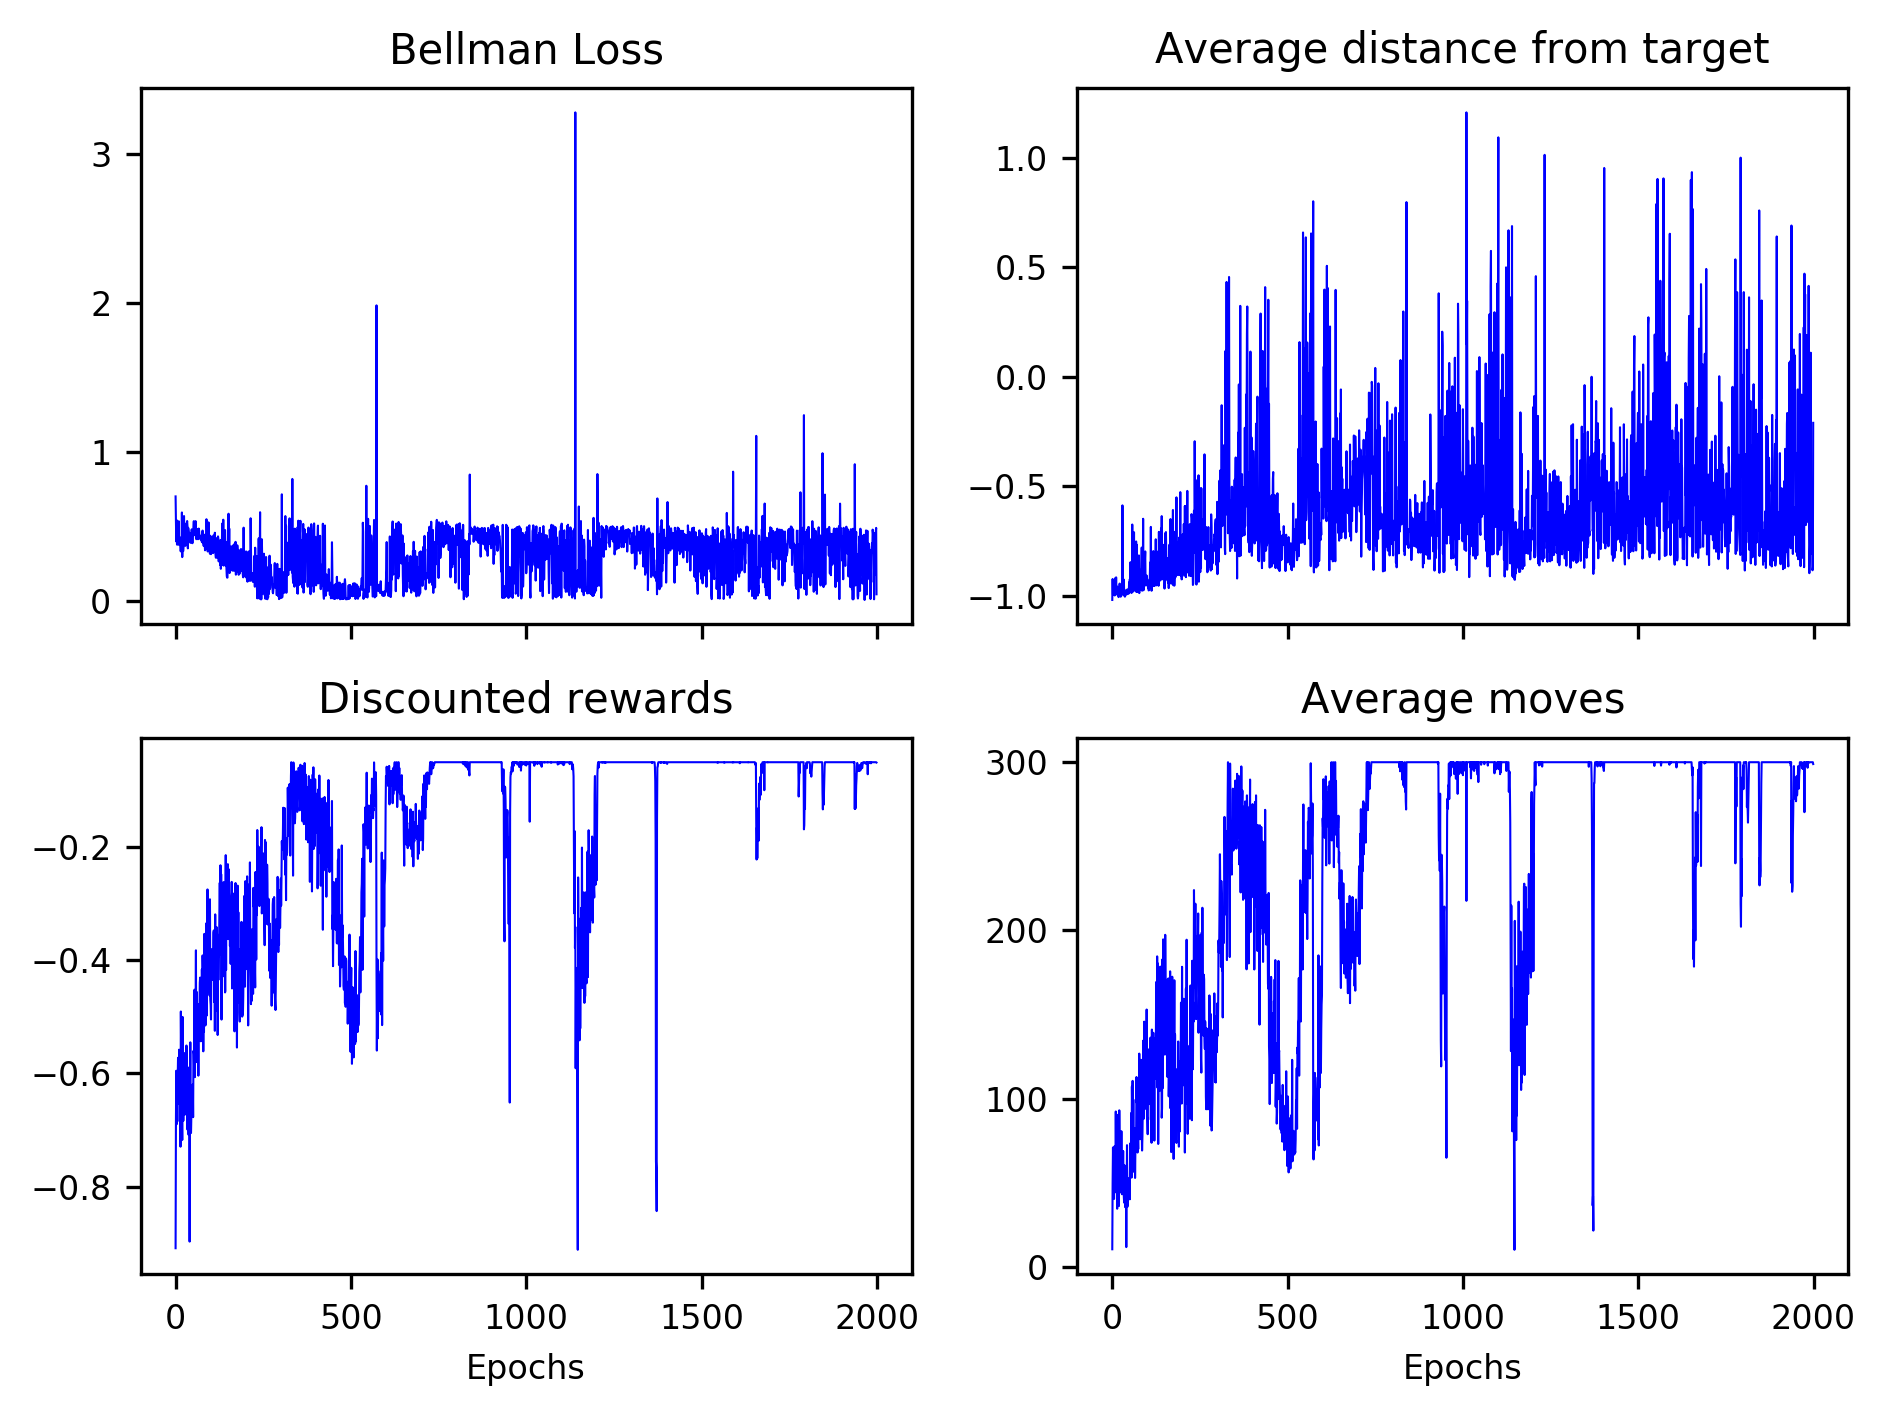 Bellman Loss
3
2
1
0
Average distance from target
1.0
0.5
0.0
−0.5
−1.0
Discounted rewards
−0.2
−0.4
−0.6
−0.8
0 500 1000 1500 2000
Epochs
Average moves
300
200
100
0
0 500 1000 1500 2000
Epochs